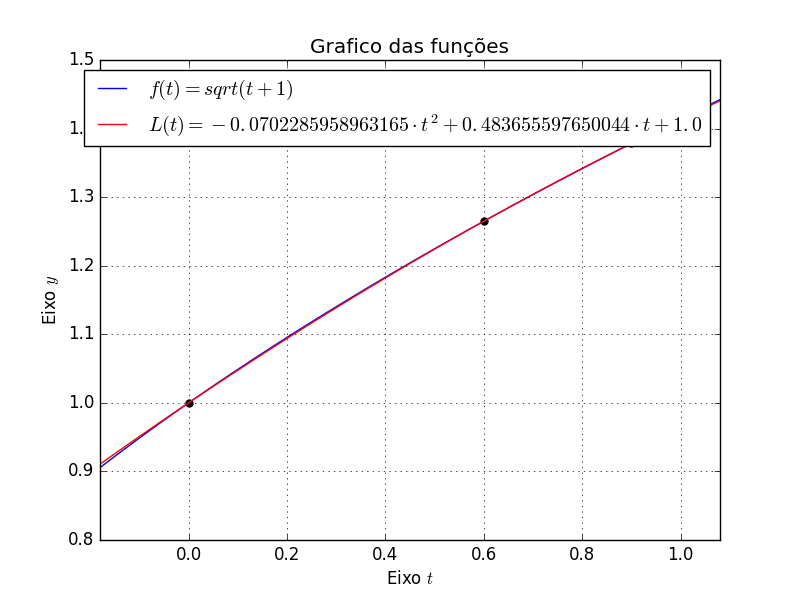 Grafico das funções
f(t) = sqrt(t + 1)
L(t) = −0.0702285958963165 · t² + 0.483655597650044 · t + 1.0
1.5
1.
1.3
1.2
1.1
1.0
0.9
0.8
Eixo y
0.0 0.2 0.4 0.6 0.8 1.0
Eixo t